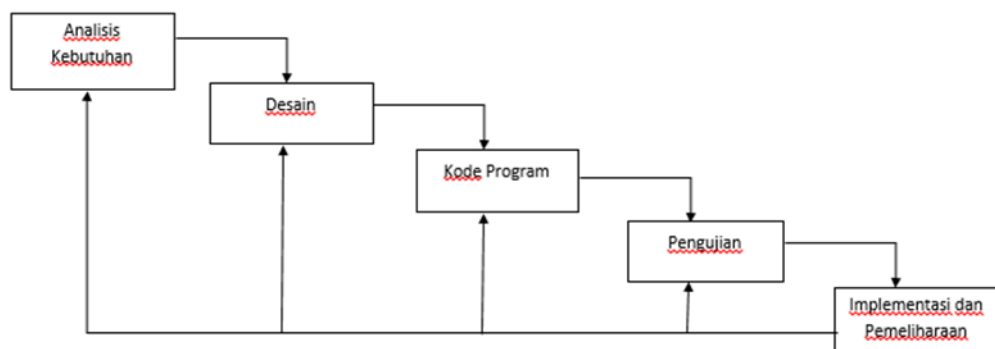 Analisis
Kebutuhan
Desain
Kode Program
Pengujian
Implementasi dan
Pemeliharaan